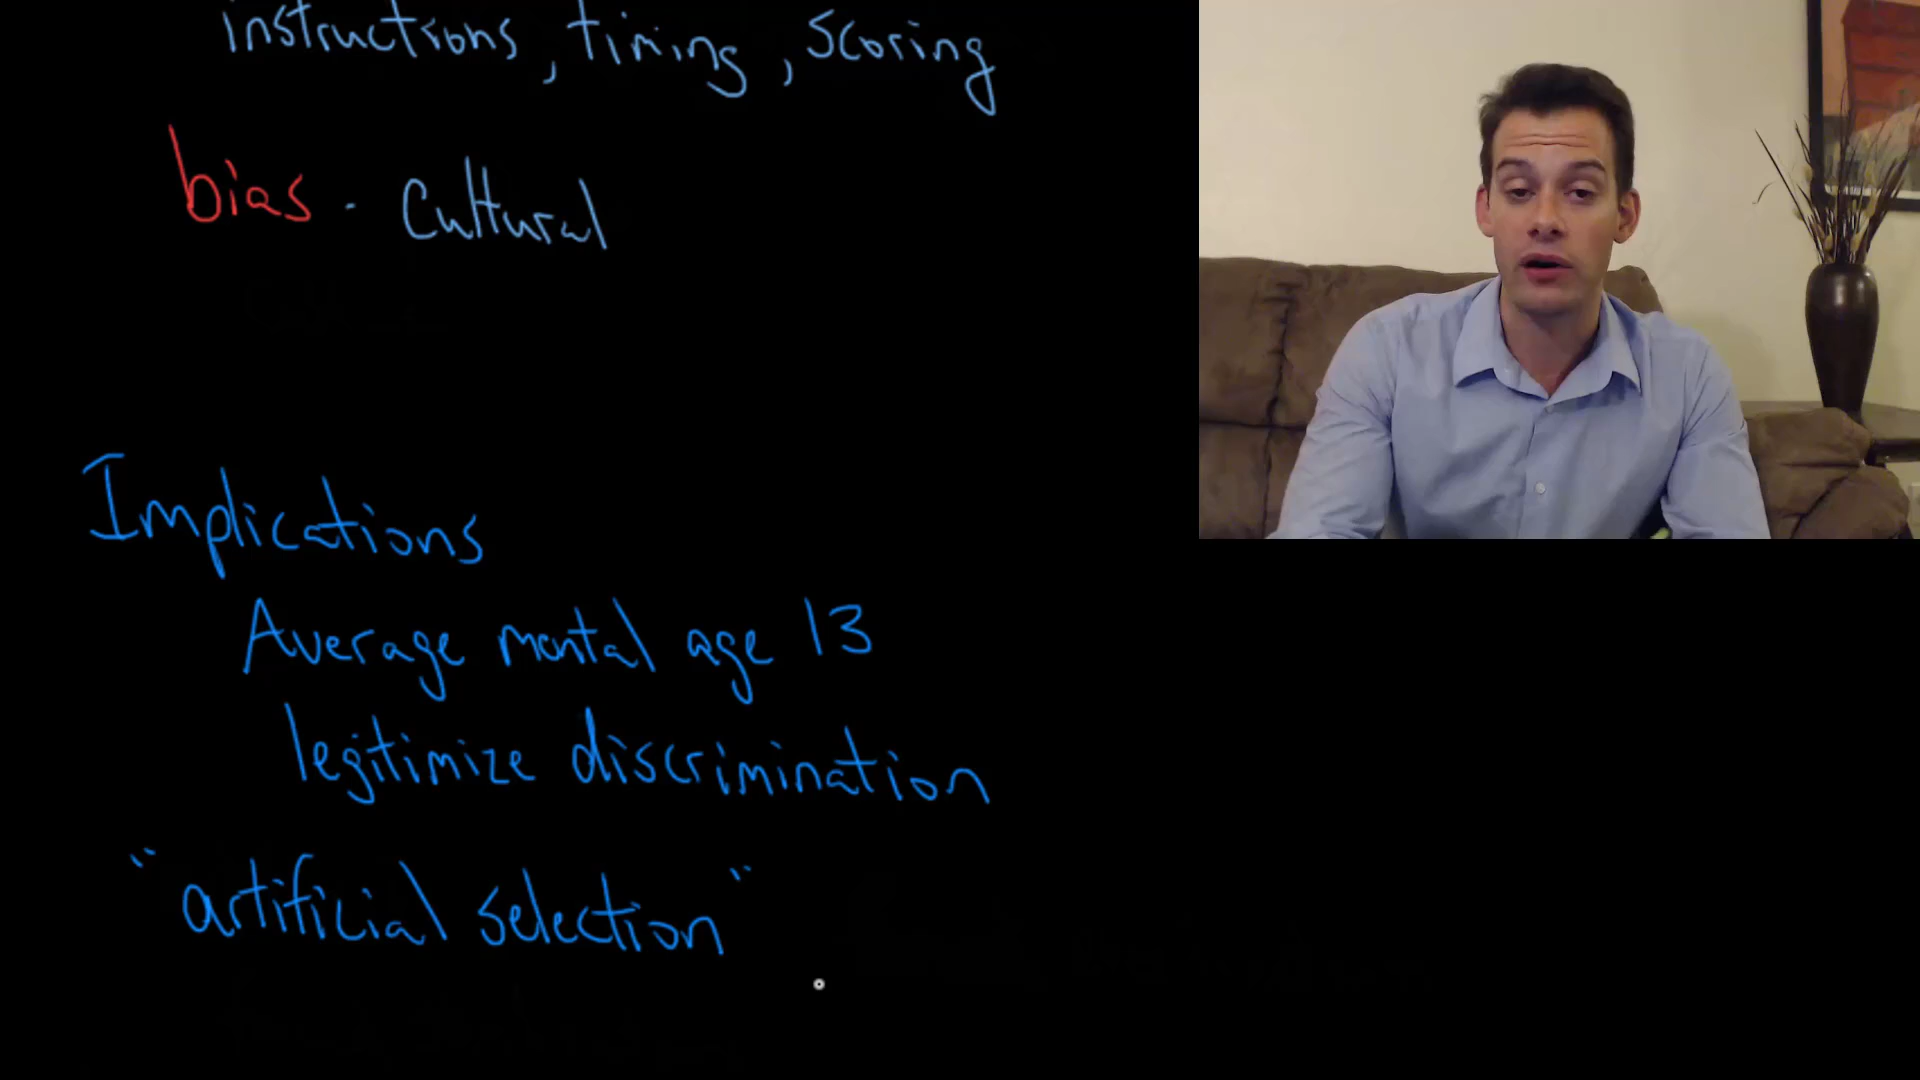 instructions, timing, scoring
bias - Cultural
Implications
Average mental age 13
legitimize discrimination
"artificial selection"